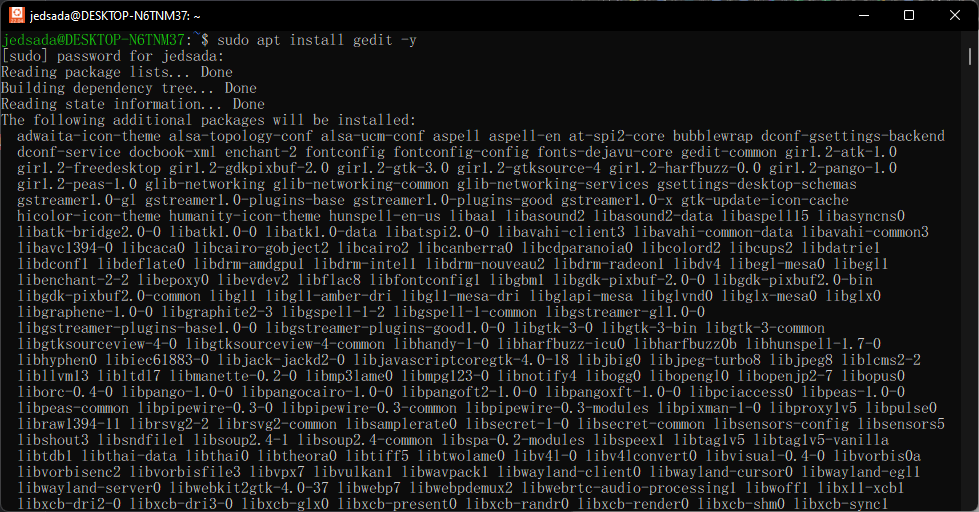 jedsada@DESKTOP-N6TNM37: ~
jedsada@DESKTOP-N6TNM37:~$ sudo apt install gedit -y
[sudo] password for jedsada:
Reading package lists... Done
Building dependency tree... Done
Reading state information... Done
The following additional packages will be installed:
adwaita-icon-theme alsa-topology-conf alsa-ucm-conf aspell aspell-en at-spi2-core bubblewrap dconf-gsettings-backend
dconf-service docbook-xml enchant-2 fontconfig fontconfig-config fonts-dejavu-core gedit-common gir1.2-atk-1.0
gir1.2-freedesktop gir1.2-gdkpixbuf-2.0 gir1.2-gtk-3.0 gir1.2-gtksource-4 gir1.2-harfbuzz-0.0 gir1.2-pango-1.0
gir1.2-peas-1.0 glib-networking glib-networking-common glib-networking-services gsettings-desktop-schemas
gstreamer1.0-gl gstreamer1.0-plugins-base gstreamer1.0-plugins-good gstreamer1.0-x gtk-update-icon-cache
hicolor-icon-theme humanity-icon-theme hunspell-en-us libaa1 libasound2 libasound2-data libaspell15 libasyncns0
libatk-bridge2.0-0 libatk1.0-0 libatk1.0-data libatspi2.0-0 libavahi-client3 libavahi-common-data libavahi-common3
libavc1394-0 libcaca0 libcairo-gobject2 libcairo2 libcanberra0 libcdparanoia0 libcolord2 libcups2 libdatrie1
libdconf1 libdeflate0 libdrm-amdgpu1 libdrm-intel1 libdrm-nouveau2 libdrm-radeon1 libdv4 libegl-mesa0 libegl1
libenchant-2-2 libepoxy0 libevdev2 libflac8 libfontconfig1 libgbm1 libgdk-pixbuf-2.0-0 libgdk-pixbuf2.0-bin
libgdk-pixbuf2.0-common libgl1 libgl1-amber-dri libgl1-mesa-dri libglapi-mesa libglvnd0 libglx-mesa0 libglx0
libgraphene-1.0-0 libgraphite2-3 libgspell-1-2 libgspell-1-common libgstreamer-gl1.0-0
libgstreamer-plugins-base1.0-0 libgstreamer-plugins-good1.0-0 libgtk-3-0 libgtk-3-bin libgtk-3-common
libgtksourceview-4-0 libgtksourceview-4-common libhandy-1-0 libharfbuzz-icu0 libharfbuzz0b libhunspell-1.7-0
libhyphen0 libiec61883-0 libjack-jackd2-0 libjavascriptcoregtk-4.0-18 libjbig0 libjpeg-turbo8 libjpeg8 liblcms2-2
libllvm13 libltdl7 libmanette-0.2-0 libmp3lame0 libmpg123-0 libnotify4 libogg0 libopengl0 libopenjp2-7 libopus0
liborc-0.4-0 libpango-1.0-0 libpangocairo-1.0-0 libpangoft2-1.0-0 libpangoxft-1.0-0 libpciaccess0 libpeas-1.0-0
libpeas-common libpipewire-0.3-0 libpipewire-0.3-common libpipewire-0.3-modules libpixman-1-0 libproxy1v5 libpulse0
libraw1394-11 librsvg2-2 librsvg2-common libsamplerate0 libsecret-1-0 libsecret-common libsensors-config libsensors5
libshout3 libsndfile1 libsoup2.4-1 libsoup2.4-common libspa-0.2-modules libspeex1 libtag1v5 libtag1v5-vanilla
libtdb1 libthai-data libthai0 libtheora0 libtiff5 libtwolame0 libv4l-0 libv4lconvert0 libvisual-0.4-0 libvorbis0a
libvorbisenc2 libvorbisfile3 libvpx7 libvulkan1 libwavpack1 libwayland-client0 libwayland-cursor0 libwayland-egl1
libwayland-server0 libwebkit2gtk-4.0-37 libwebp7 libwebpdemux2 libwebrtc-audio-processing1 libwoff1 libx11-xcb1
libxcb-dri2-0 libxcb-dri3-0 libxcb-glx0 libxcb-present0 libxcb-randr0 libxcb-render0 libxcb-shm0 libxcb-sync1